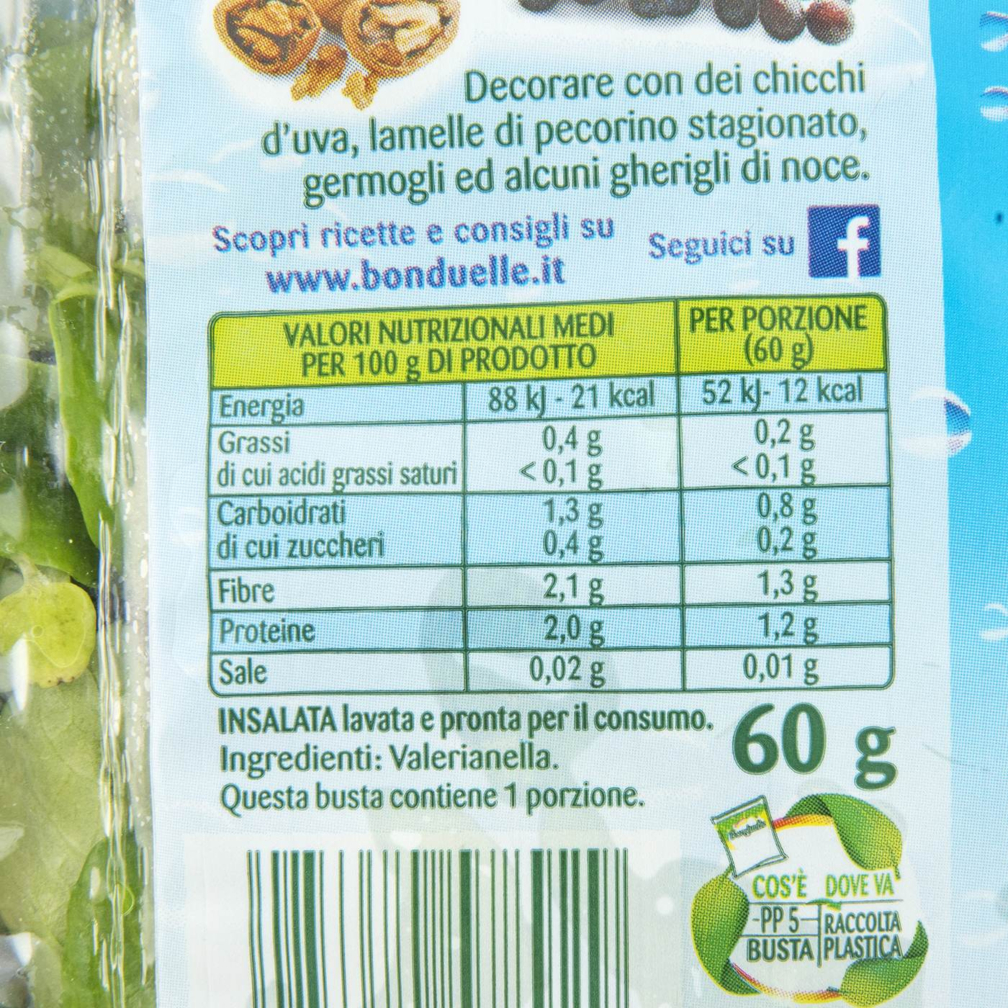 Decorare con dei chicchi
d'uva, lamelle di pecorino stagionato,
germogli ed alcuni gherigli di noce.
Scopri ricette e consigli su
www.bonduelle.it
Seguici su f
VALORI NUTRIZIONALI MEDI
PER 100 g DI PRODOTTO
PER PORZIONE
(60 g)
Energia 88 kJ - 21 kcal 52 kJ- 12 kcal
Grassi 0,4 g 0,2 g
di cui acidi grassi saturi <0,1 g <0,1 g
Carboidrati 1,3 g 0,8 g
di cui zuccheri 0,4 g 0,2 g
Fibre 2,1 g 1,3 g
Proteine 2,0 g 1,2 g
Sale 0,02 g 0,01 g
INSALATA lavata e pronta per il consumo.
Ingredienti: Valerianella.
Questa busta contiene 1 porzione.
60 g
Bonduelle
COS'È DOVE VA
-PP 5- RACCOLTA
BUSTA PLASTICA